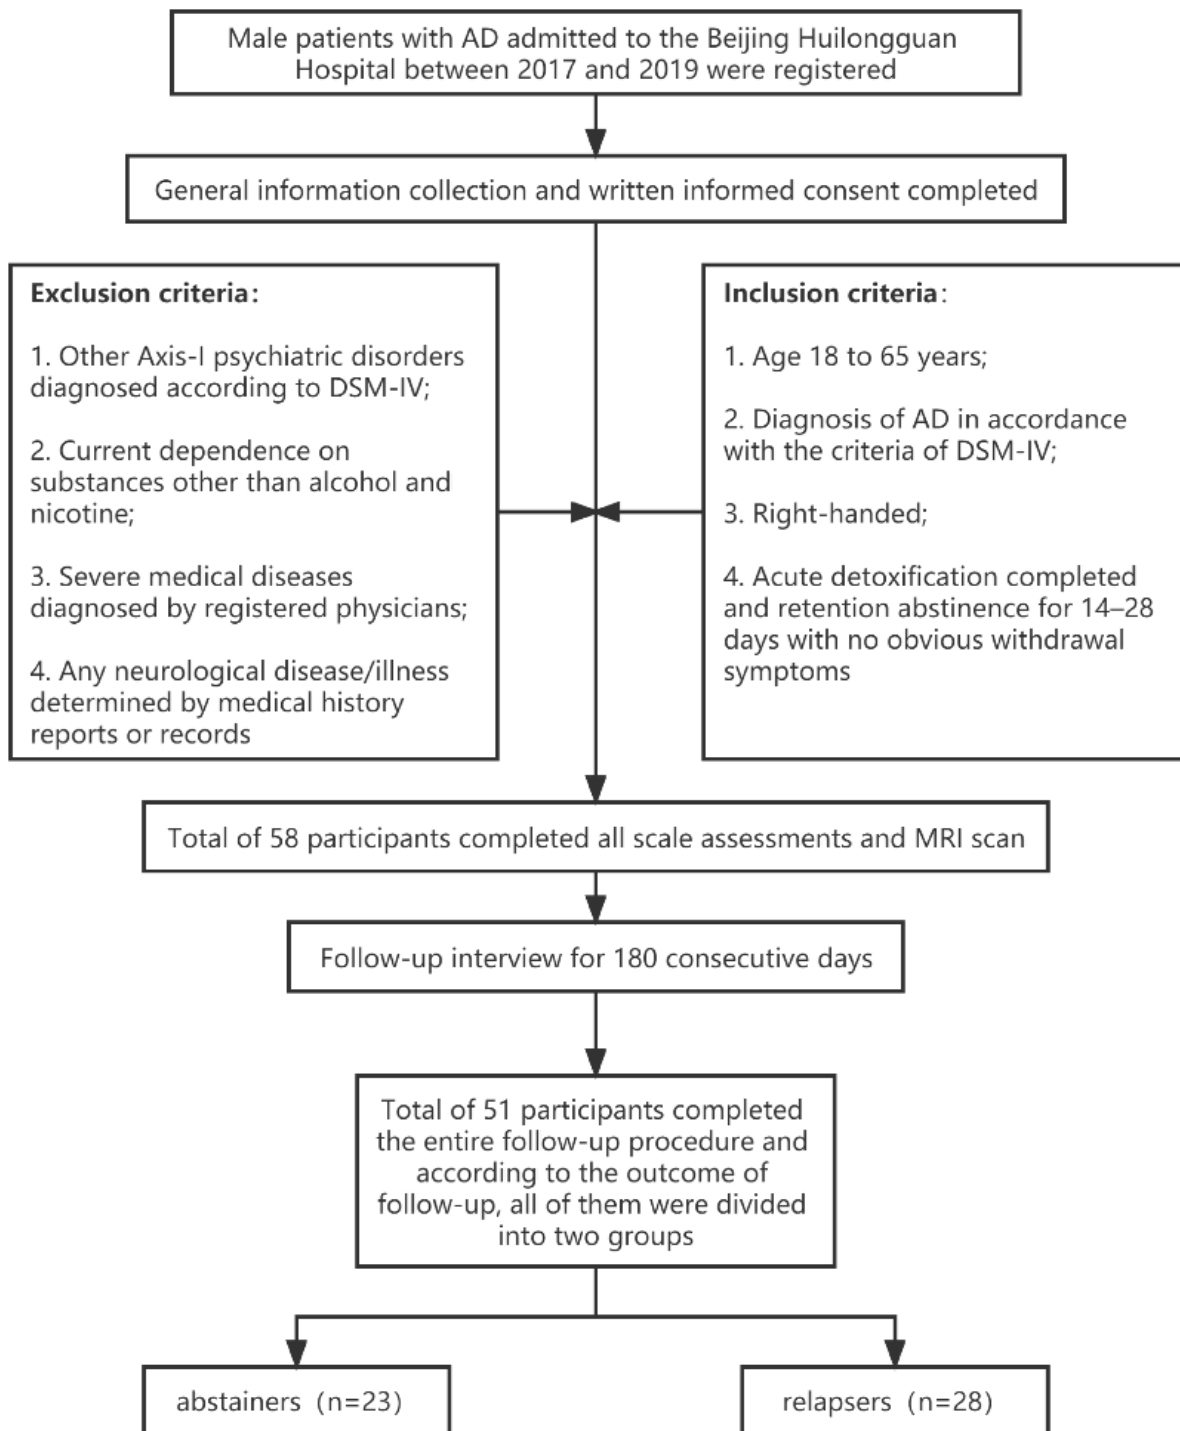 Male patients with AD admitted to the Beijing Huilongguan
Hospital between 2017 and 2019 were registered
General information collection and written informed consent completed
Exclusion criteria:
1. Other Axis-I psychiatric disorders
diagnosed according to DSM-IV;
2. Current dependence on
substances other than alcohol and
nicotine;
3. Severe medical diseases
diagnosed by registered physicians;
4. Any neurological disease/illness
determined by medical history
reports or records
Inclusion criteria:
1. Age 18 to 65 years;
2. Diagnosis of AD in accordance
with the criteria of DSM-IV;
3. Right-handed;
4. Acute detoxification completed
and retention abstinence for 14–28
days with no obvious withdrawal
symptoms
Total of 58 participants completed all scale assessments and MRI scan
Follow-up interview for 180 consecutive days
Total of 51 participants completed
the entire follow-up procedure and
according to the outcome of
follow-up, all of them were divided
into two groups
abstainers (n=23)
relapsers (n=28)